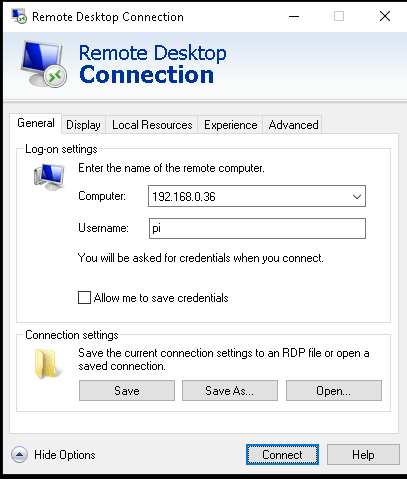 Remote Desktop Connection
Remote Desktop
Connection
General Display Local Resources Experience Advanced
Log-on settings
Enter the name of the remote computer.
Computer: 192.168.0.36
Username: pi
You will be asked for credentials when you connect.
Allow me to save credentials
Connection settings
Save the current connection settings to an RDP file or open a
saved connection.
Save Save As... Open...
Hide Options Connect Help